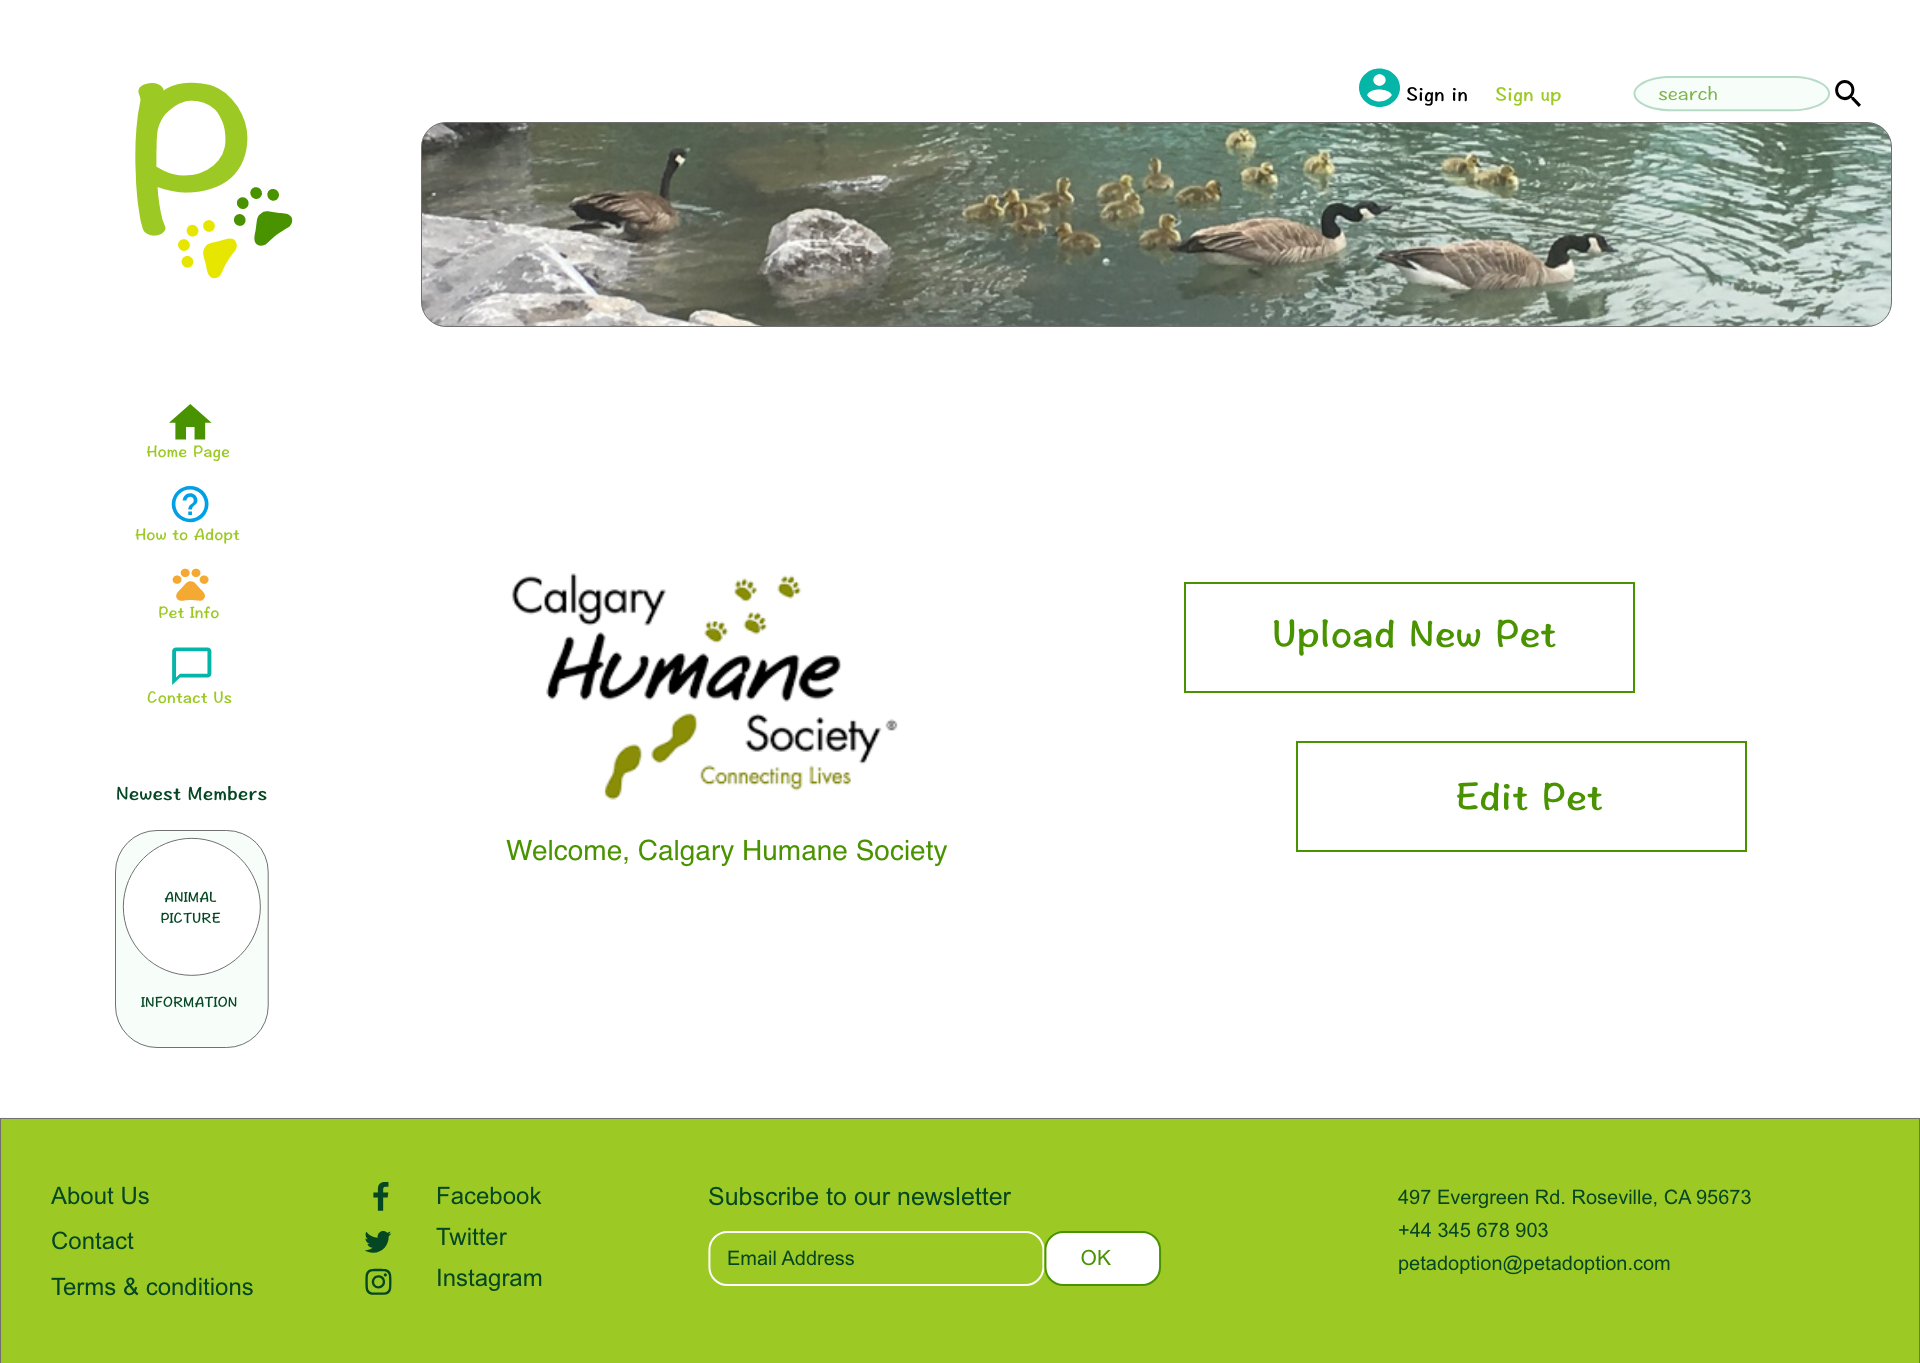 p
Sign in
Sign up
search
Home Page
How to Adopt
Pet Info
Contact Us
Newest Members
ANIMAL
PICTURE
INFORMATION
Calgary
Humane
Society ®
Connecting Lives
Welcome, Calgary Humane Society
Upload New Pet
Edit Pet
About Us
Contact
Terms & conditions
Facebook
Twitter
Instagram
Subscribe to our newsletter
Email Address
OK
497 Evergreen Rd. Roseville, CA 95673
+44 345 678 903
petadoption@petadoption.com